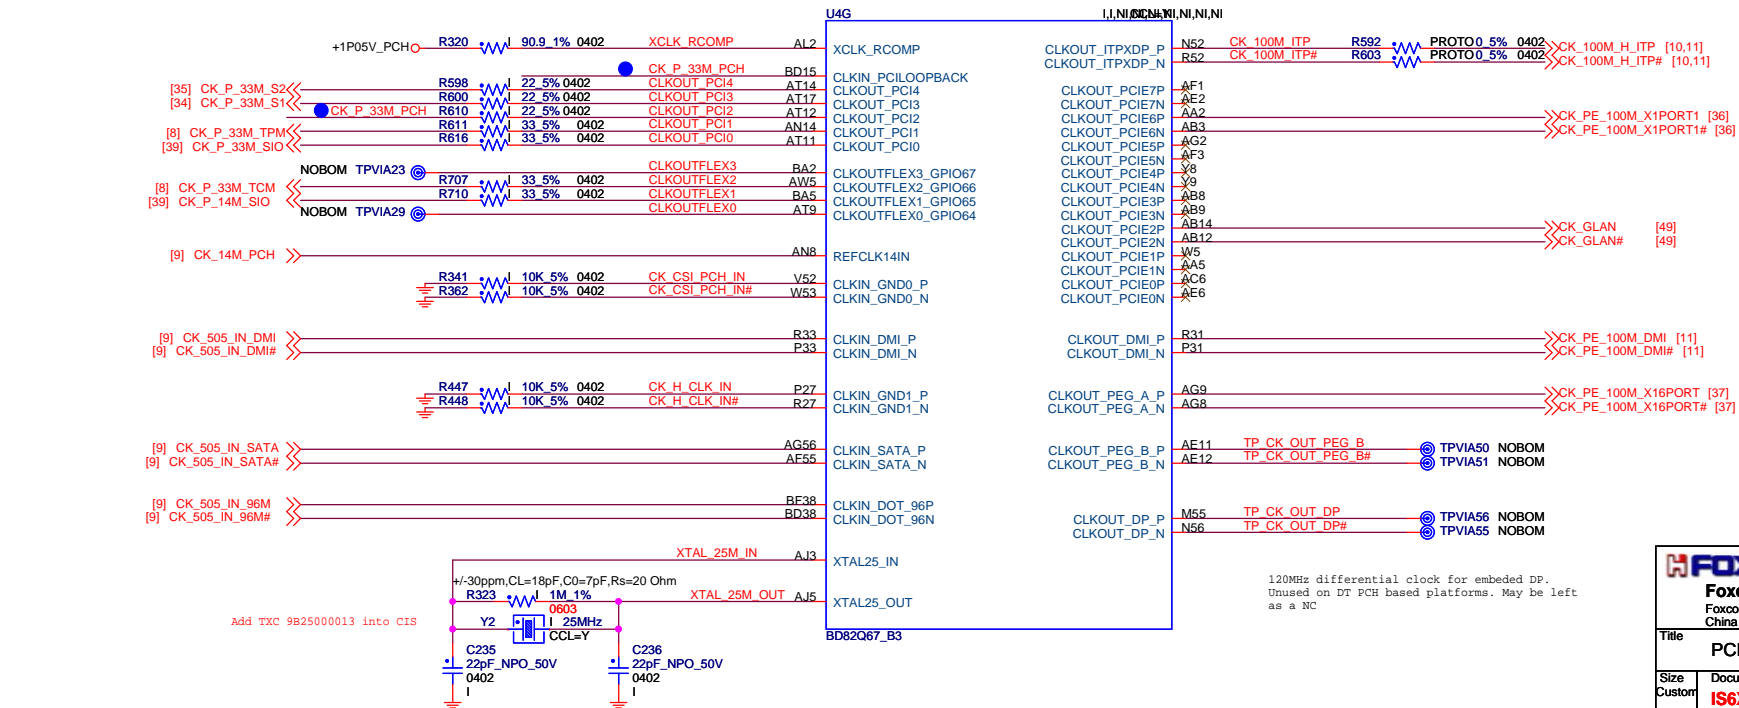 U4G
+1P05V_PCH R320 I 90.9_1% 0402 XCLK_RCOMP AL2 XCLK_RCOMP
CK_P_33M_PCH BD15 CLKIN_PCILOOPBACK
[35] CK_P_33M_S2 R598 I 22_5% 0402 CLKOUT_PCI4 AT14 CLKOUT_PCI4
[34] CK_P_33M_S1 R600 I 22_5% 0402 CLKOUT_PCI3 AT17 CLKOUT_PCI3
CK_P_33M_PCH R610 I 22_5% 0402 CLKOUT_PCI2 AT12 CLKOUT_PCI2
[8] CK_P_33M_TPM R611 I 33_5% 0402 CLKOUT_PCI1 AN14 CLKOUT_PCI1
[39] CK_P_33M_SIO R616 I 33_5% 0402 CLKOUT_PCI0 AT11 CLKOUT_PCI0
NOBOM TPVIA23 CLKOUTFLEX3 BA2 CLKOUTFLEX3_GPIO67
[8] CK_P_33M_TCM R707 I 33_5% 0402 CLKOUTFLEX2 AW5 CLKOUTFLEX2_GPIO66
[39] CK_P_14M_SIO R710 I 33_5% 0402 CLKOUTFLEX1 BA5 CLKOUTFLEX1_GPIO65
NOBOM TPVIA29 CLKOUTFLEX0 AT9 CLKOUTFLEX0_GPIO64
[9] CK_14M_PCH AN8 REFCLK14IN
R341 I 10K_5% 0402 CK_CSI_PCH_IN V52 CLKIN_GND0_P
R362 I 10K_5% 0402 CK_CSI_PCH_IN# W53 CLKIN_GND0_N
[9] CK_505_IN_DMI R33 CLKIN_DMI_P
[9] CK_505_IN_DMI# P33 CLKIN_DMI_N
R447 I 10K_5% 0402 CK_H_CLK_IN P27 CLKIN_GND1_P
R448 I 10K_5% 0402 CK_H_CLK_IN# R27 CLKIN_GND1_N
[9] CK_505_IN_SATA AG56 CLKIN_SATA_P
[9] CK_505_IN_SATA# AF55 CLKIN_SATA_N
[9] CK_505_IN_96M BF38 CLKIN_DOT_96P
[9] CK_505_IN_96M# BD38 CLKIN_DOT_96N
XTAL_25M_IN AJ3 XTAL25_IN
+/-30ppm,CL=18pF,C0=7pF,Rs=20 Ohm
R323 I 1M_1% XTAL_25M_OUT AJ5 XTAL25_OUT
0603
Add TXC 9B25000013 into CIS
Y2 I 25MHz
CCL=Y
BD82Q67_B3
C235
22pF_NPO_50V
0402
I
C236
22pF_NPO_50V
0402
I
CLKOUT_ITPXDP_P N52 CK_100M_ITP R592 PROTO 0_5% 0402 CK_100M_H_ITP [10,11]
CLKOUT_ITPXDP_N R52 CK_100M_ITP# R603 PROTO 0_5% 0402 CK_100M_H_ITP# [10,11]
CLKOUT_PCIE7P AF1
CLKOUT_PCIE7N AE2
CLKOUT_PCIE6P AA2 CK_PE_100M_X1PORT1 [36]
CLKOUT_PCIE6N AB3 CK_PE_100M_X1PORT1# [36]
CLKOUT_PCIE5P AG2
CLKOUT_PCIE5N AF3
CLKOUT_PCIE4P Y8
CLKOUT_PCIE4N Y9
CLKOUT_PCIE3P AB8
CLKOUT_PCIE3N AB9
CLKOUT_PCIE2P AB14 CK_GLAN [49]
CLKOUT_PCIE2N AB12 CK_GLAN# [49]
CLKOUT_PCIE1P W5
CLKOUT_PCIE1N AA5
CLKOUT_PCIE0P AC6
CLKOUT_PCIE0N AE6
CLKOUT_DMI_P R31 CK_PE_100M_DMI [11]
CLKOUT_DMI_N P31 CK_PE_100M_DMI# [11]
CLKOUT_PEG_A_P AG9 CK_PE_100M_X16PORT [37]
CLKOUT_PEG_A_N AG8 CK_PE_100M_X16PORT# [37]
CLKOUT_PEG_B_P AE11 TP_CK_OUT_PEG_B TPVIA50 NOBOM
CLKOUT_PEG_B_N AE12 TP_CK_OUT_PEG_B# TPVIA51 NOBOM
CLKOUT_DP_P M55 TP_CK_OUT_DP TPVIA56 NOBOM
CLKOUT_DP_N N56 TP_CK_OUT_DP# TPVIA55 NOBOM
120MHz differential clock for embeded DP.
Unused on DT PCH based platforms. May be left
as a NC
China
Title
Size
Custom